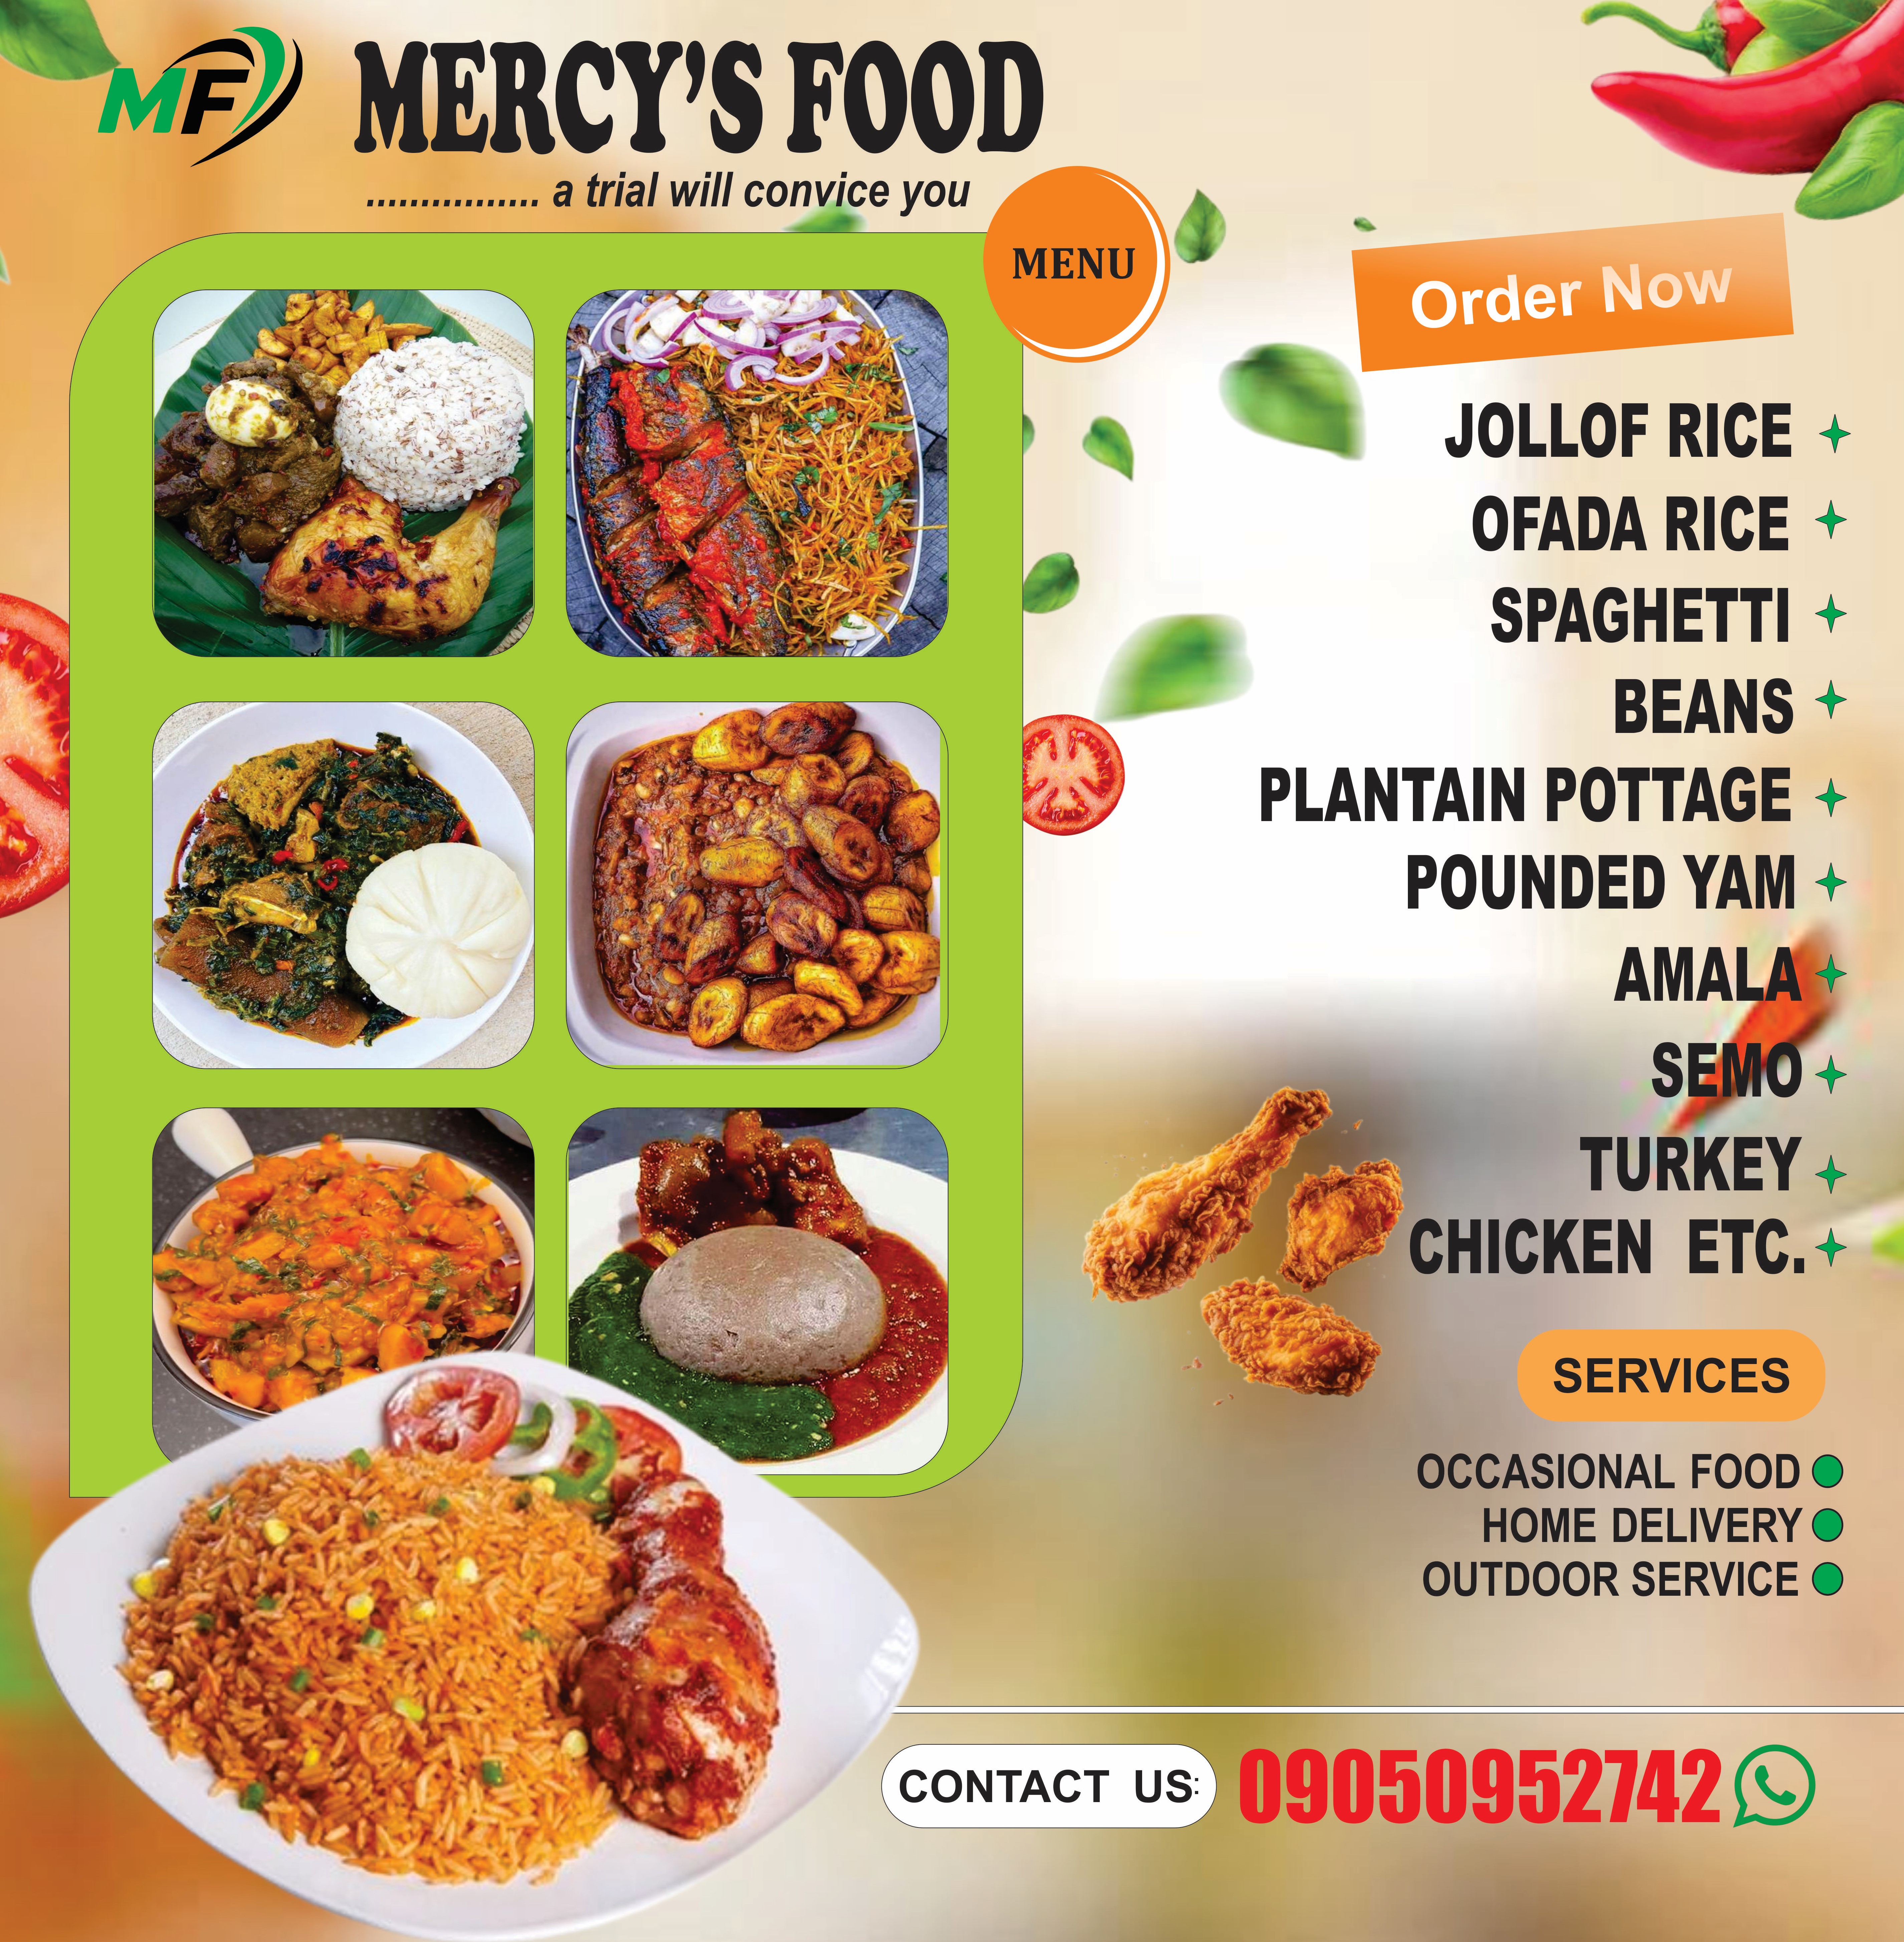 MF
MERCY'S FOOD
................ a trial will convice you
MENU
Order Now
JOLLOF RICE
OFADA RICE
SPAGHETTI
BEANS
PLANTAIN POTTAGE
POUNDED YAM
AMALA
SEMO
TURKEY
CHICKEN ETC.
SERVICES
OCCASIONAL FOOD
HOME DELIVERY
OUTDOOR SERVICE
CONTACT US: 09050952742